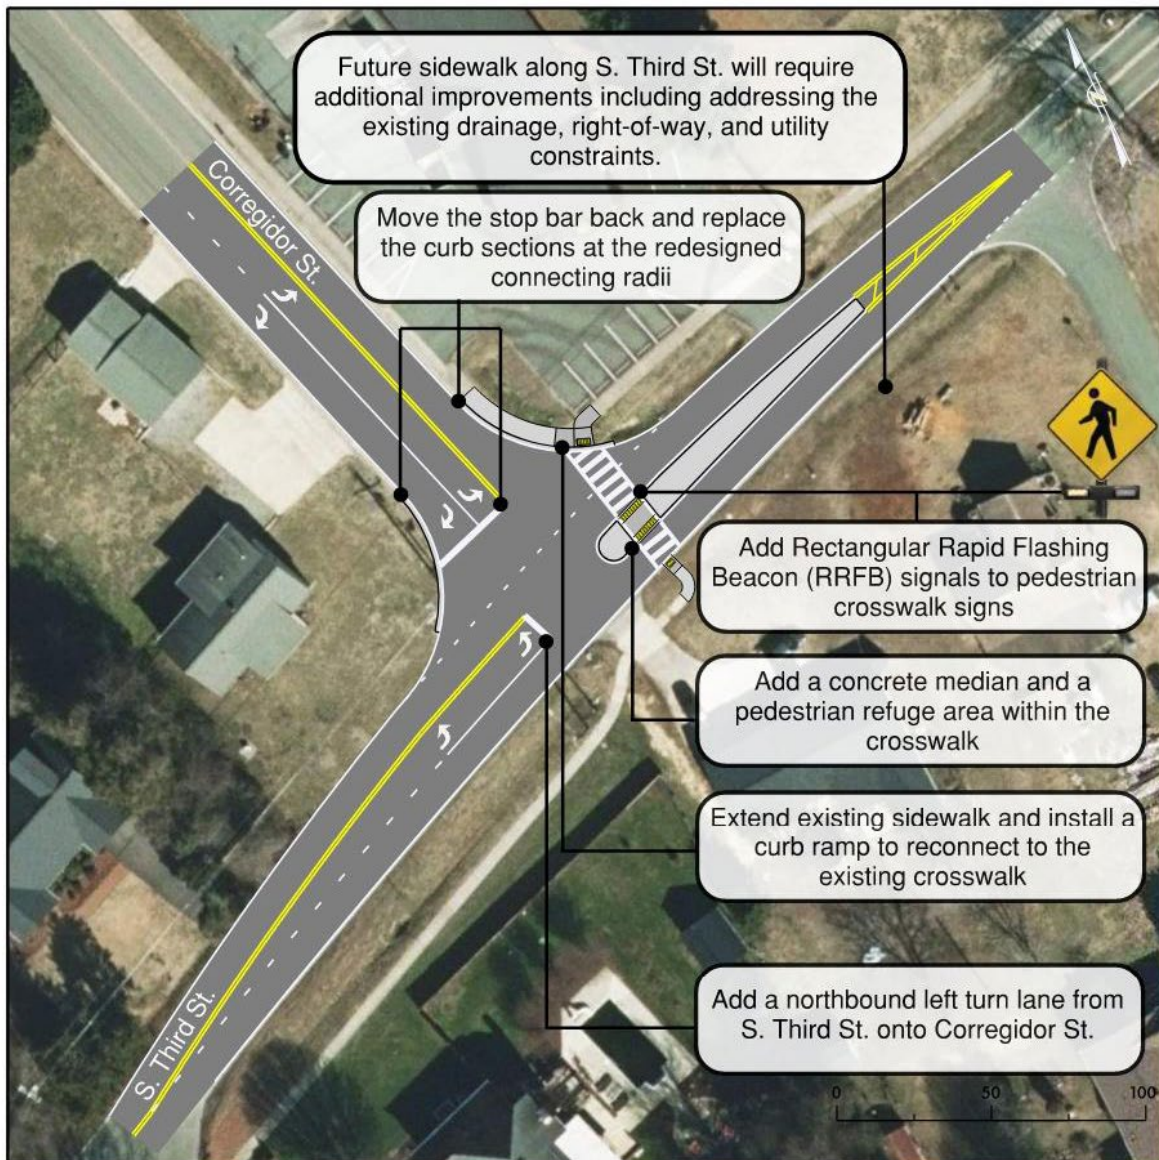 Future sidewalk along S. Third St. will require
additional improvements including addressing the
existing drainage, right-of-way, and utility
constraints.
Corregidor St.
Move the stop bar back and replace
the curb sections at the redesigned
connecting radii
Add Rectangular Rapid Flashing
Beacon (RRFB) signals to pedestrian
crosswalk signs
Add a concrete median and a
pedestrian refuge area within the
crosswalk
Extend existing sidewalk and install a
curb ramp to reconnect to the
existing crosswalk
Add a northbound left turn lane from
S. Third St. onto Corregidor St.
S. Third St.
0 50 100